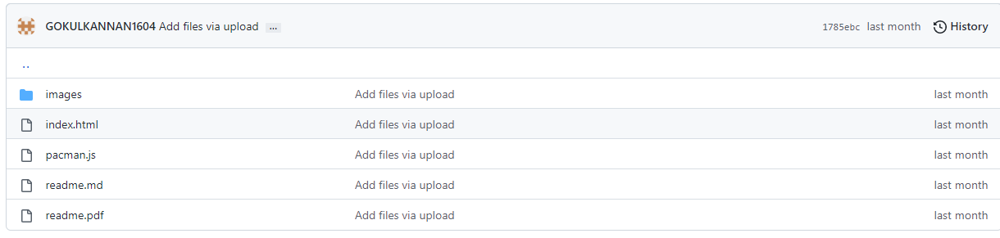 GOKULKANNAN1604 Add files via upload ... 1785ebc last month History
..
images Add files via upload last month
index.html Add files via upload last month
pacman.js Add files via upload last month
readme.md Add files via upload last month
readme.pdf Add files via upload last month